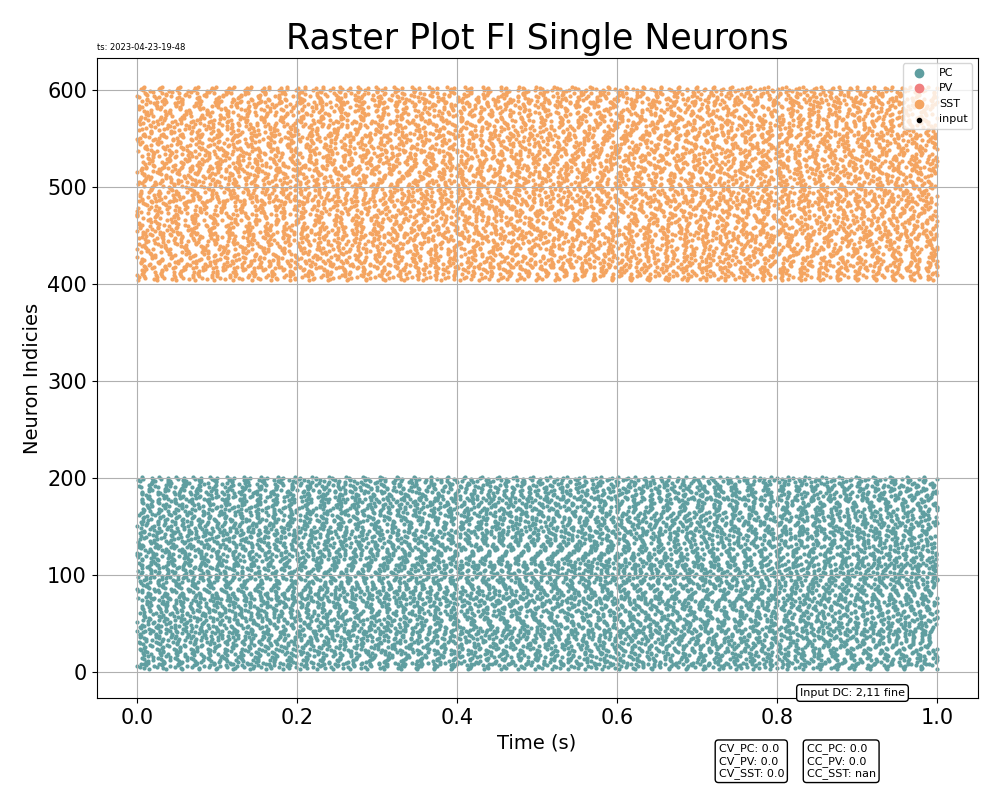 Raster Plot FI Single Neurons
ts: 2023-04-23-19-48
PC
PV
SST
input
600
500
400
300
200
100
0
Neuron Indicies
0.0 0.2 0.4 0.6 0.8 1.0
Time (s)
Input DC: 2,11 fine
CV_PC: 0.0
CV_PV: 0.0
CV_SST: 0.0
CC_PC: 0.0
CC_PV: 0.0
CC_SST: nan